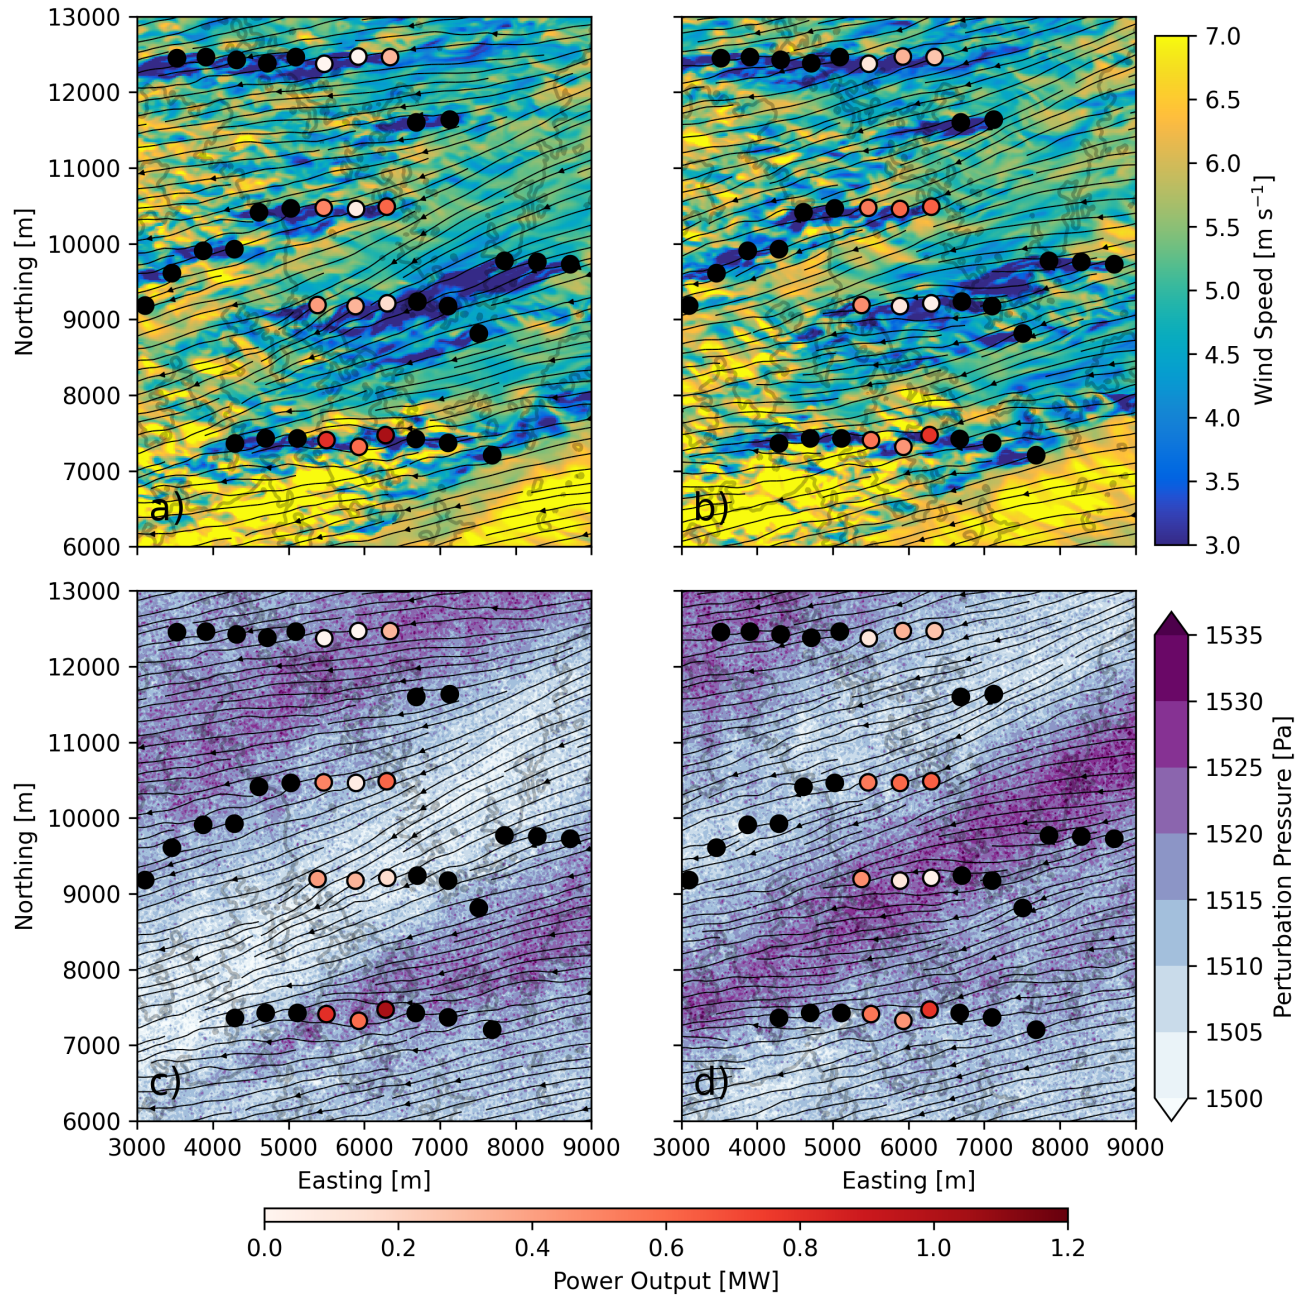 13000
12000
11000
10000
9000
8000
7000
6000
Northing [m]
a)
b)
7.0
6.5
6.0
5.5
5.0
4.5
4.0
3.5
3.0
Wind Speed [m s⁻¹]
13000
12000
11000
10000
9000
8000
7000
6000
Northing [m]
c)
d)
1535
1530
1525
1520
1515
1510
1505
1500
Perturbation Pressure [Pa]
3000 4000 5000 6000 7000 8000 9000
3000 4000 5000 6000 7000 8000 9000
Easting [m]
Easting [m]
0.0 0.2 0.4 0.6 0.8 1.0 1.2
Power Output [MW]